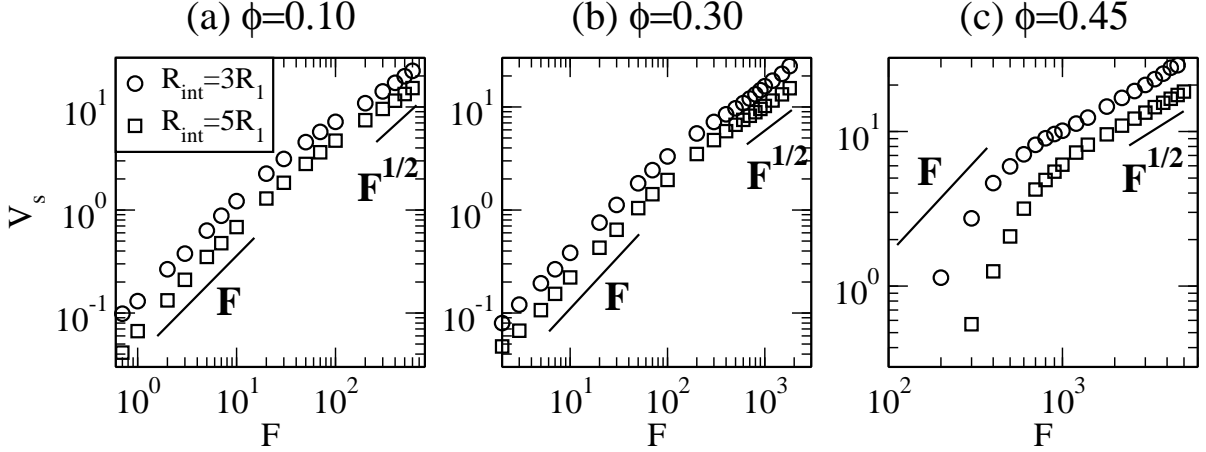 (a) ϕ=0.10
(b) ϕ=0.30
(c) ϕ=0.45
R_int=3R_1
R_int=5R_1
V_s
10^1
10^0
10^-1
F
F^1/2
10^0
10^1
10^2
F
10^1
10^0
10^-1
F
F^1/2
10^1
10^2
10^3
F
10^1
10^0
F
F^1/2
10^2
10^3
F